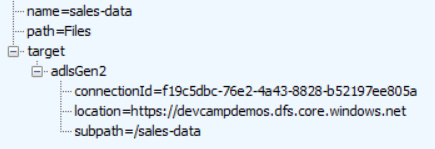 name=sales-data
path=Files
target
adlsGen2
connectionId=f19c5dbc-76e2-4a43-8828-b52197ee805a
location=https://devcampdemos.dfs.core.windows.net
subpath=/sales-data